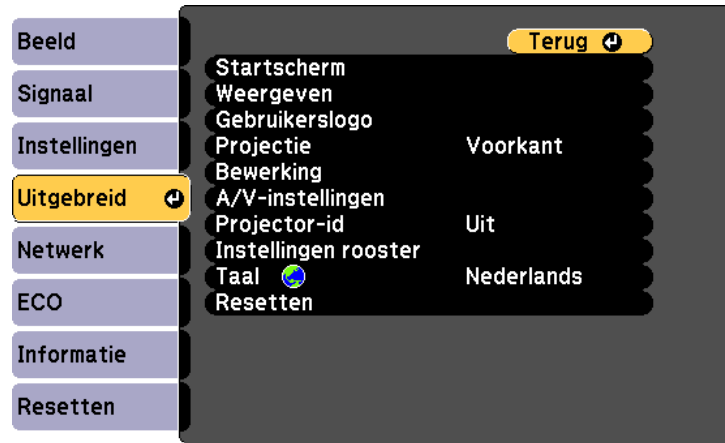 Beeld
Signaal
Instellingen
Uitgebreid
Netwerk
ECO
Informatie
Resetten
Terug
Startscherm
Weergeven
Gebruikerslogo
Projectie Voorkant
Bewerking
A/V-instellingen
Projector-id Uit
Instellingen rooster
Taal Nederlands
Resetten